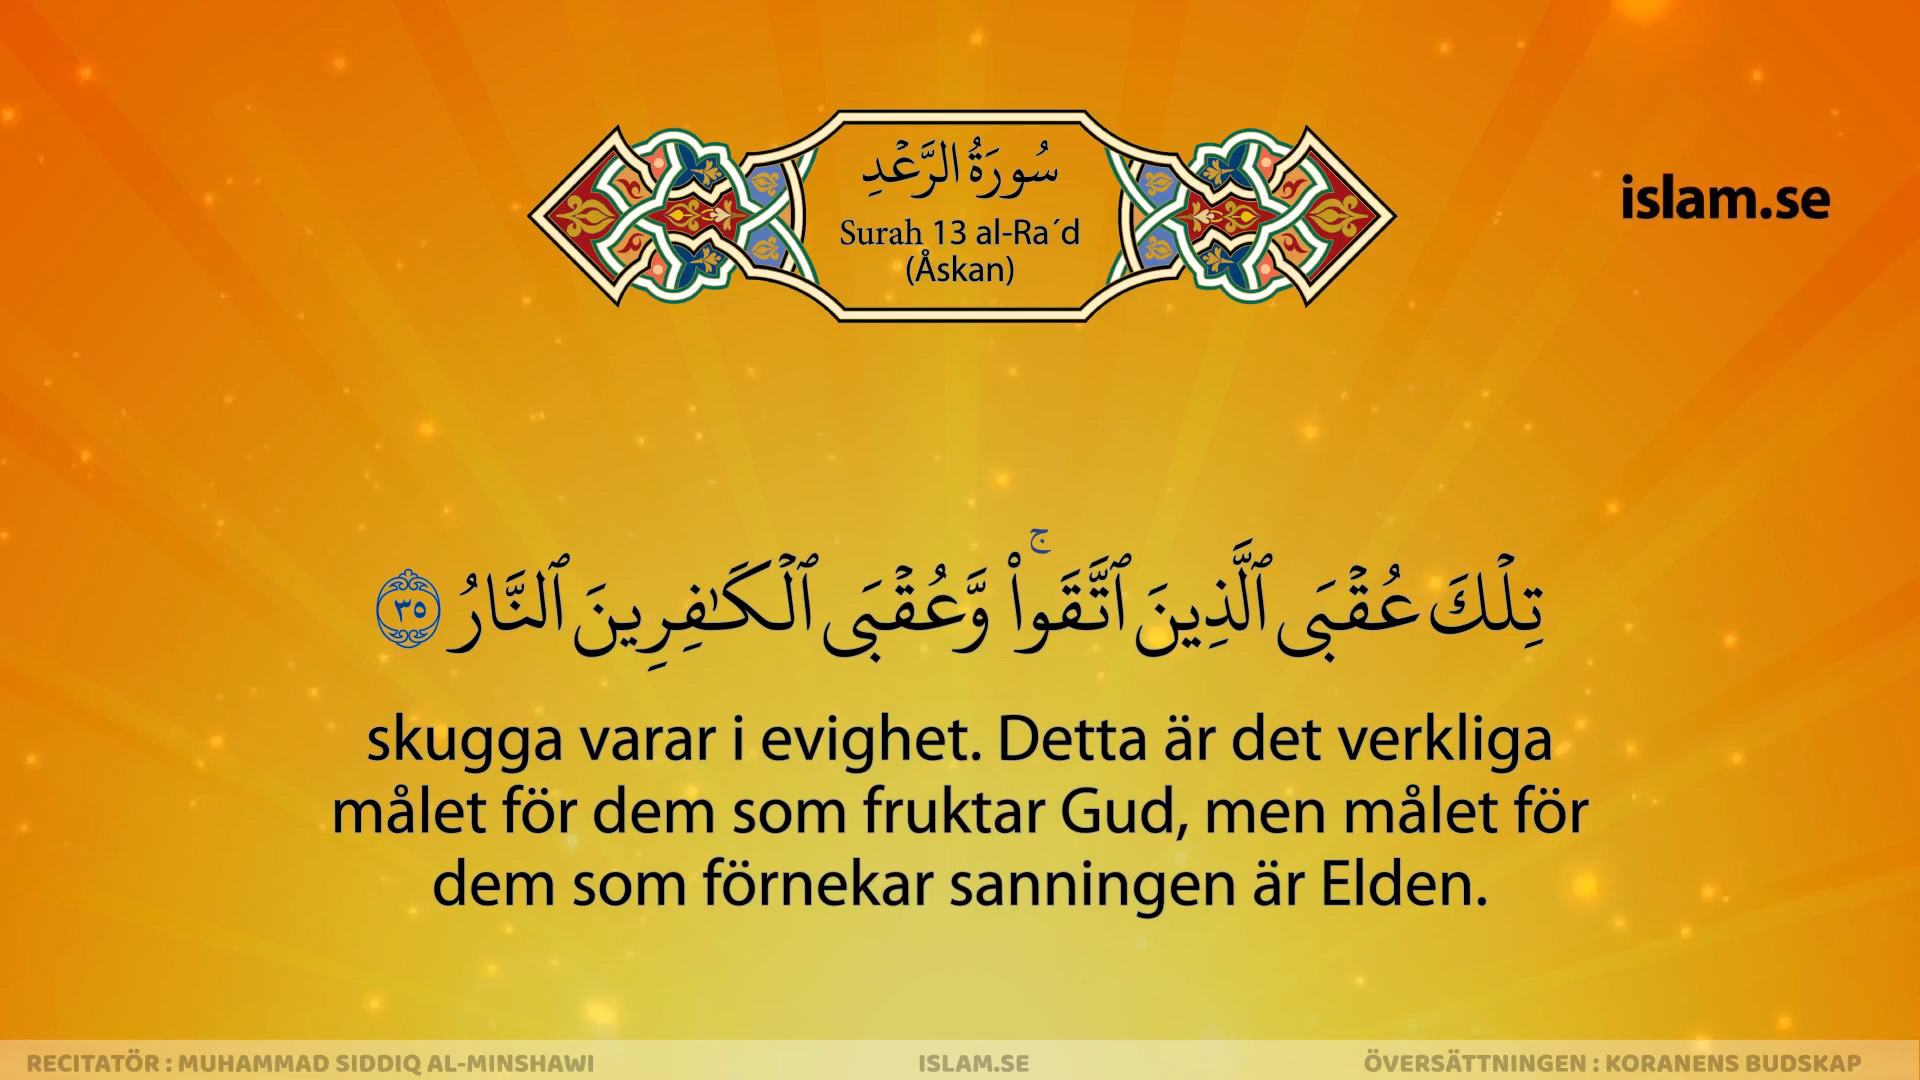 سُورَةُ الرَّعۡدِ
Surah 13 al-Ra´d
(Åskan)
islam.se
تِلۡكَ عُقۡبَى ٱلَّذِينَ ٱتَّقَوا۟ۚ وَّعُقۡبَى ٱلۡكَـٰفِرِينَ ٱلنَّارُ ٣٥
skugga varar i evighet. Detta är det verkliga
målet för dem som fruktar Gud, men målet för
dem som förnekar sanningen är Elden.
RECITATÖR : MUHAMMAD SIDDIQ AL-MINSHAWI
ISLAM.SE
ÖVERSÄTTNINGEN : KORANENS BUDSKAP